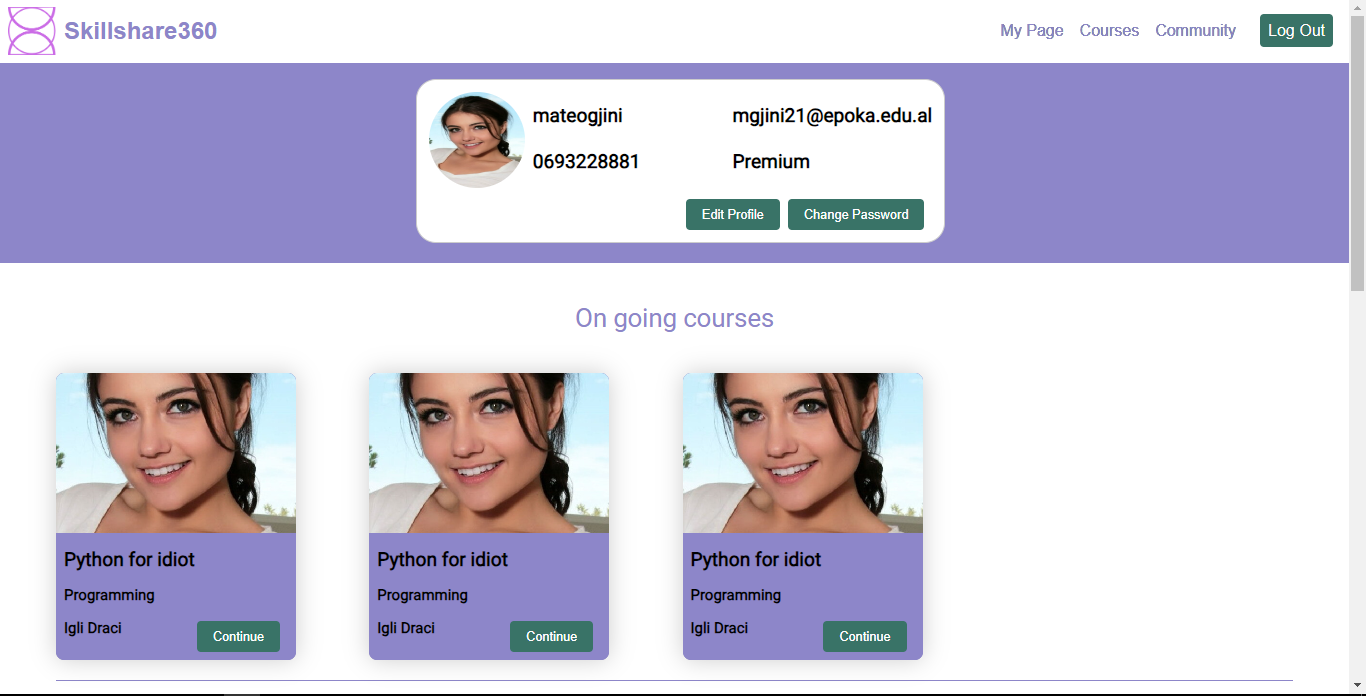 Skillshare360
My Page Courses Community Log Out
mateogjini mgjini21@epoka.edu.al
0693228881 Premium
Edit Profile Change Password
On going courses
Python for idiot Python for idiot Python for idiot
Programming Programming Programming
Igli Draci Continue Igli Draci Continue Igli Draci Continue